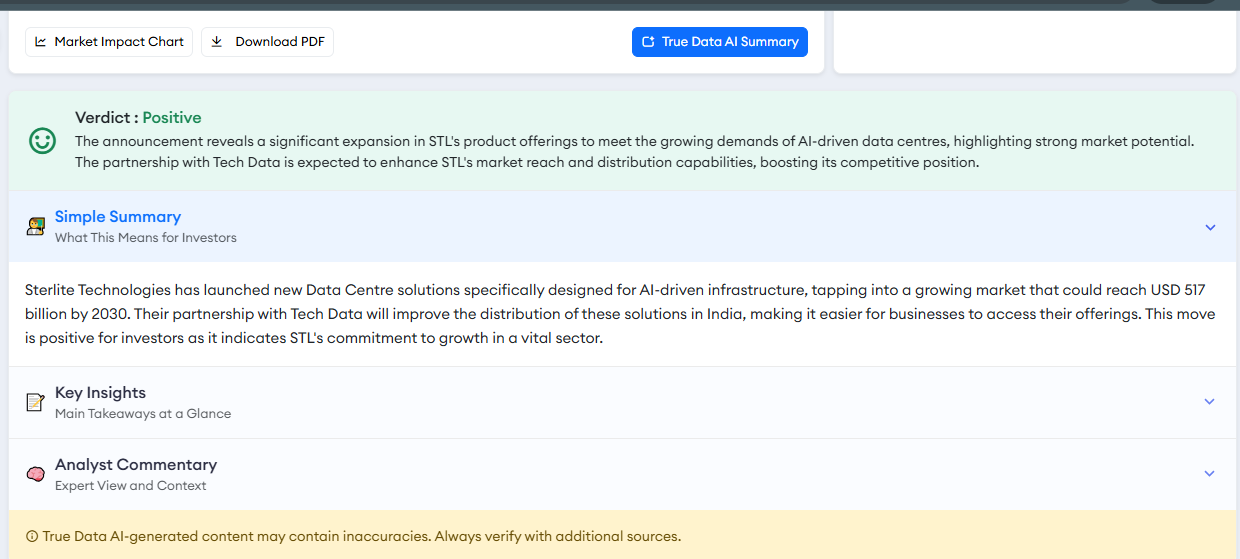 Market Impact Chart
Download PDF
True Data AI Summary
Verdict : Positive
The announcement reveals a significant expansion in STL's product offerings to meet the growing demands of AI-driven data centres, highlighting strong market potential.
The partnership with Tech Data is expected to enhance STL's market reach and distribution capabilities, boosting its competitive position.
Simple Summary
What This Means for Investors
Sterlite Technologies has launched new Data Centre solutions specifically designed for AI-driven infrastructure, tapping into a growing market that could reach USD 517
billion by 2030. Their partnership with Tech Data will improve the distribution of these solutions in India, making it easier for businesses to access their offerings. This move
is positive for investors as it indicates STL's commitment to growth in a vital sector.
Key Insights
Main Takeaways at a Glance
Analyst Commentary
Expert View and Context
True Data AI-generated content may contain inaccuracies. Always verify with additional sources.